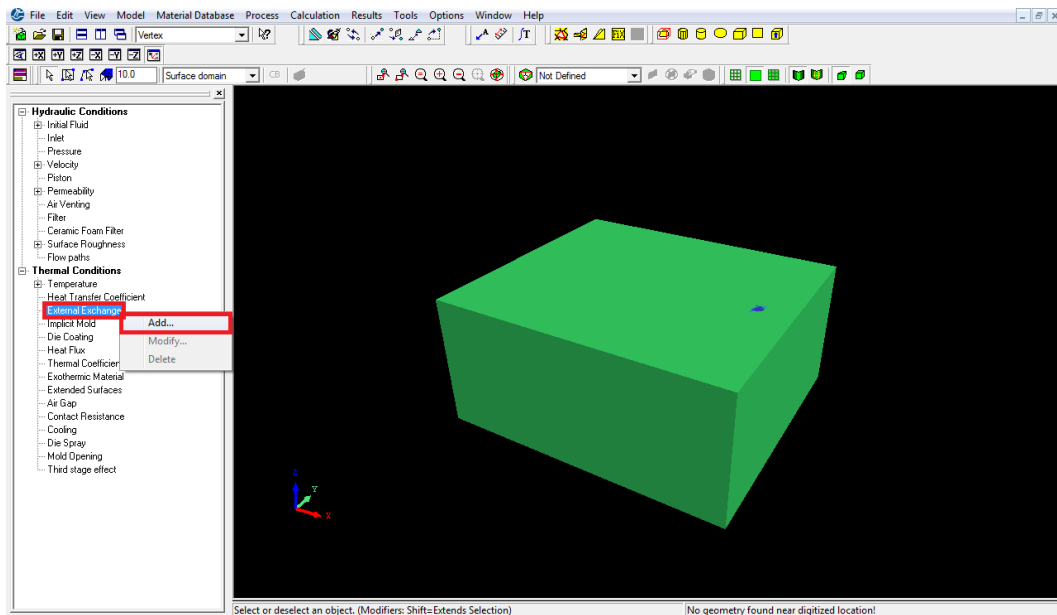 File Edit View Model Material Database Process Calculation Results Tools Options Window Help
Vertex
10.0 Surface domain CB Not Defined
Hydraulic Conditions
Initial Fluid
Inlet
Pressure
Velocity
Piston
Permeability
Air Venting
Filter
Ceramic Foam Filter
Surface Roughness
Flow paths
Thermal Conditions
Temperature
Heat Transfer Coefficient
External Exchange
Implicit Mold
Add...
Die Coating
Modify...
Heat Flux
Delete
Thermal
Exothermic Material
Extended Surfaces
Air Gap
Contact Resistance
Cooling
Die Spray
Mold Opening
Third stage effect
Z
Y
X
Select or deselect an object. (Modifiers: Shift=Extends Selection) No geometry found near digitized location!